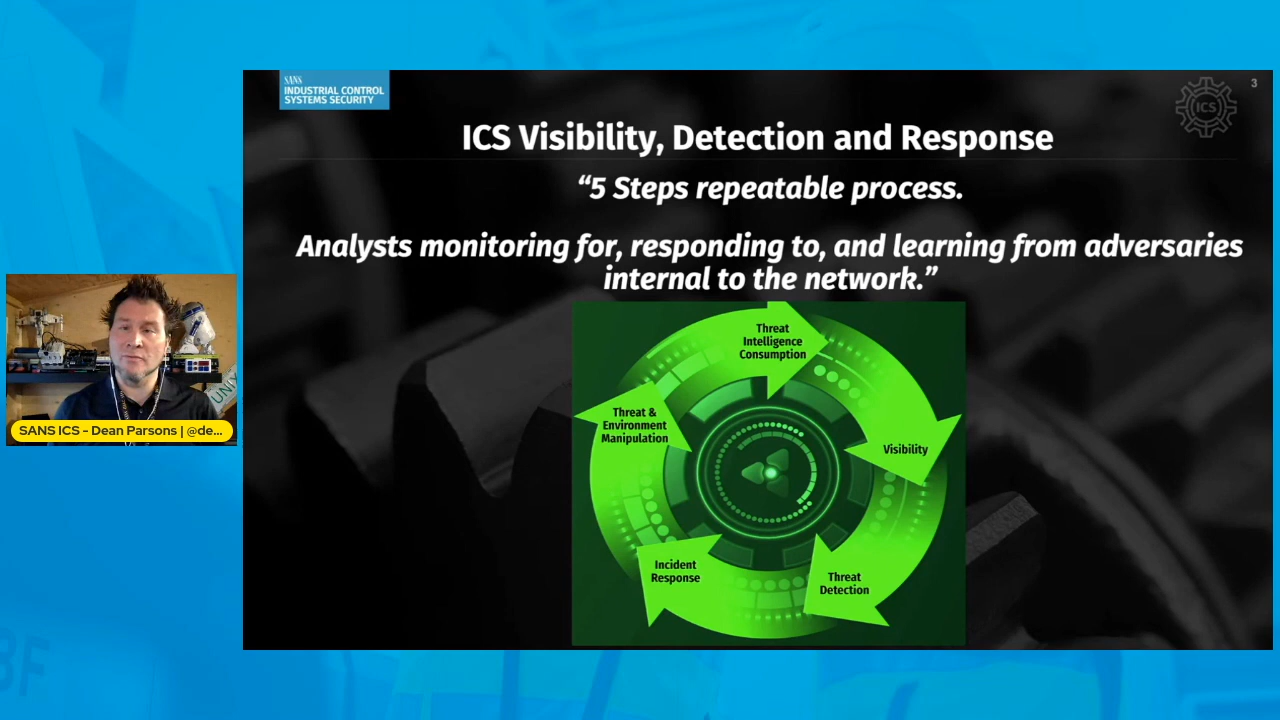 SANS
INDUSTRIAL CONTROL
SYSTEMS SECURITY
ICS
3
ICS Visibility, Detection and Response
“5 Steps repeatable process.
Analysts monitoring for, responding to, and learning from adversaries
internal to the network.”
Threat
Intelligence
Consumption
Visibility
Threat
Detection
Incident
Response
Threat &
Environment
Manipulation
UNIX
SANS ICS - Dean Parsons | @de...
8F